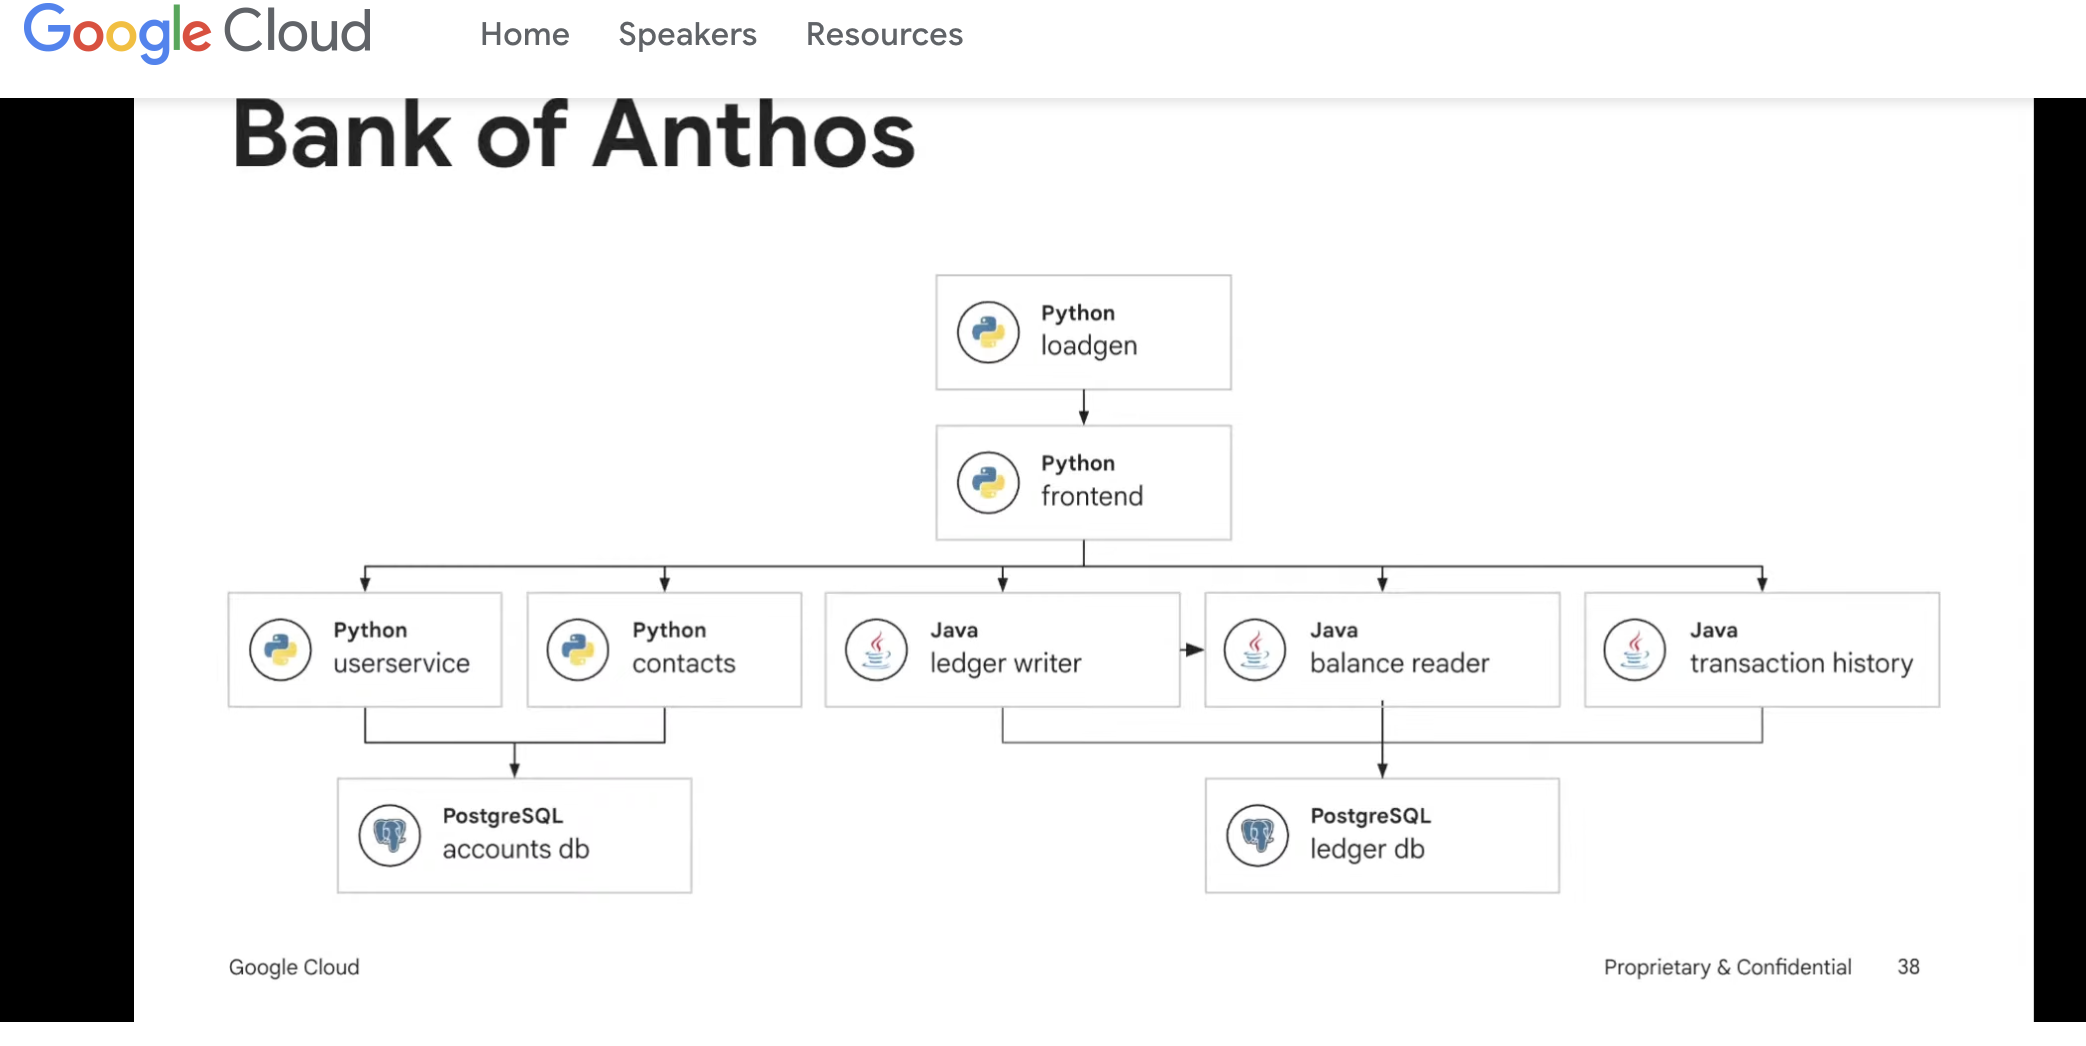 Google Cloud Home Speakers Resources
Bank of Anthos
Python
loadgen
Python
frontend
Python
userservice
Python
contacts
Java
ledger writer
Java
balance reader
Java
transaction history
PostgreSQL
accounts db
PostgreSQL
ledger db
Google Cloud
Proprietary & Confidential 38